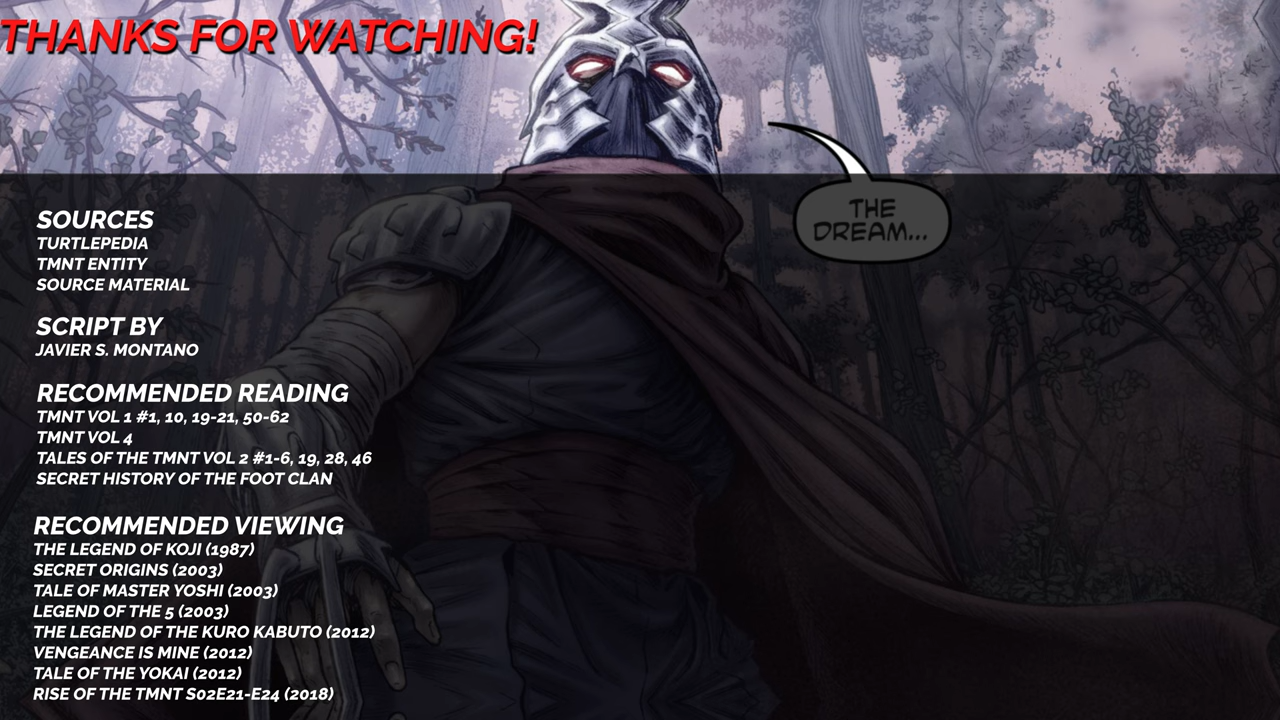 THANKS FOR WATCHING!
THE
DREAM...
SOURCES
TURTLEPEDIA
TMNT ENTITY
SOURCE MATERIAL
SCRIPT BY
JAVIER S. MONTANO
RECOMMENDED READING
TMNT VOL 1 #1, 10, 19-21, 50-62
TMNT VOL 4
TALES OF THE TMNT VOL 2 #1-6, 19, 28, 46
SECRET HISTORY OF THE FOOT CLAN
RECOMMENDED VIEWING
THE LEGEND OF KOJI (1987)
SECRET ORIGINS (2003)
TALE OF MASTER YOSHI (2003)
LEGEND OF THE 5 (2003)
THE LEGEND OF THE KURO KABUTO (2012)
VENGEANCE IS MINE (2012)
TALE OF THE YOKAI (2012)
RISE OF THE TMNT S02E21-E24 (2018)